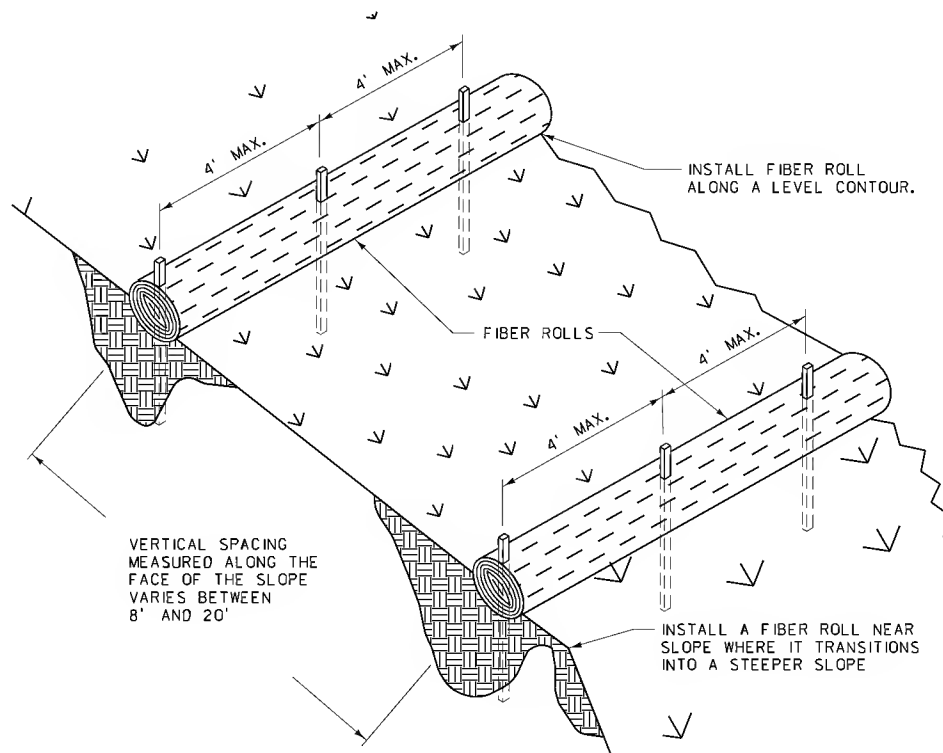 4' MAX.
4' MAX.
INSTALL FIBER ROLL
ALONG A LEVEL CONTOUR.
FIBER ROLLS
4' MAX.
4' MAX.
VERTICAL SPACING
MEASURED ALONG THE
FACE OF THE SLOPE
VARIES BETWEEN
8' AND 20'
INSTALL A FIBER ROLL NEAR
SLOPE WHERE IT TRANSITIONS
INTO A STEEPER SLOPE